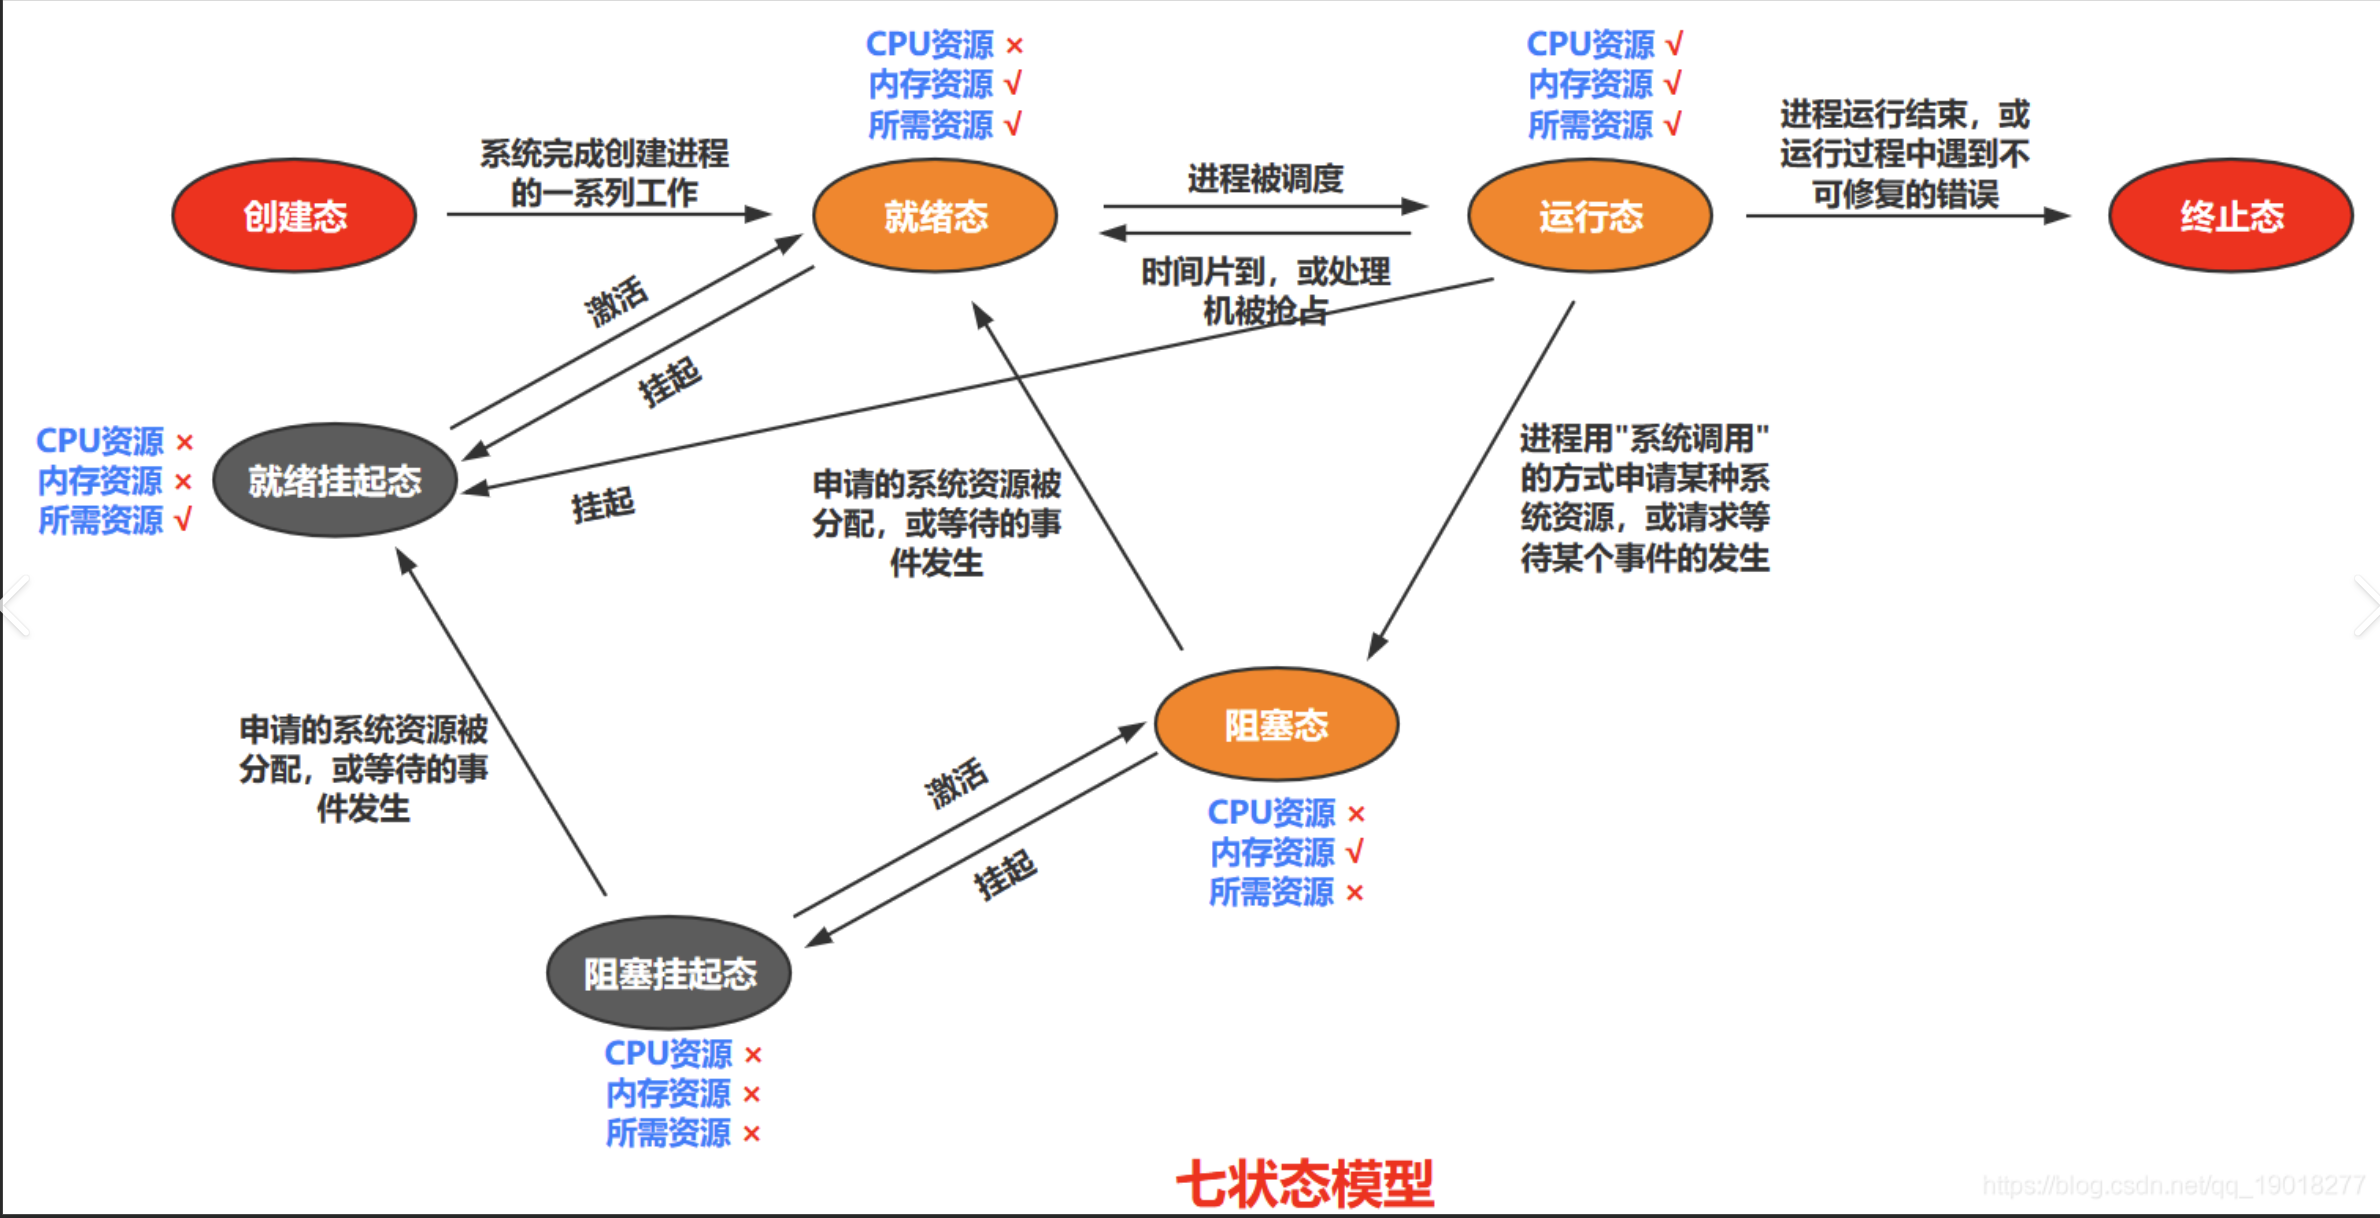 CPU资源 ×
内存资源 √
所需资源 √
CPU资源 √
内存资源 √
所需资源 √
系统完成创建进程
的一系列工作
进程被调度
进程运行结束，或
运行过程中遇到不
可修复的错误
创建态
就绪态
运行态
终止态
时间片到，或处理
机被抢占
激活
挂起
CPU资源 ×
内存资源 ×
所需资源 √
就绪挂起态
挂起
申请的系统资源被
分配，或等待的事
件发生
进程用"系统调用"
的方式申请某种系
统资源，或请求等
待某个事件的发生
申请的系统资源被
分配，或等待的事
件发生
阻塞态
激活
挂起
CPU资源 ×
内存资源 √
所需资源 ×
阻塞挂起态
CPU资源 ×
内存资源 ×
所需资源 ×
七状态模型
https://blog.csdn.net/qq_19018277